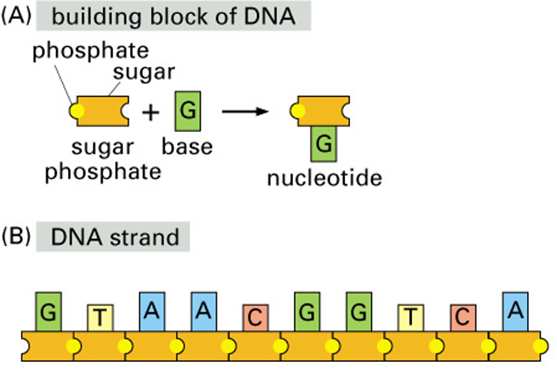 (A) building block of DNA
phosphate
sugar
+ G
sugar phosphate
base
G
nucleotide
(B) DNA strand
G T A A C G G T C A